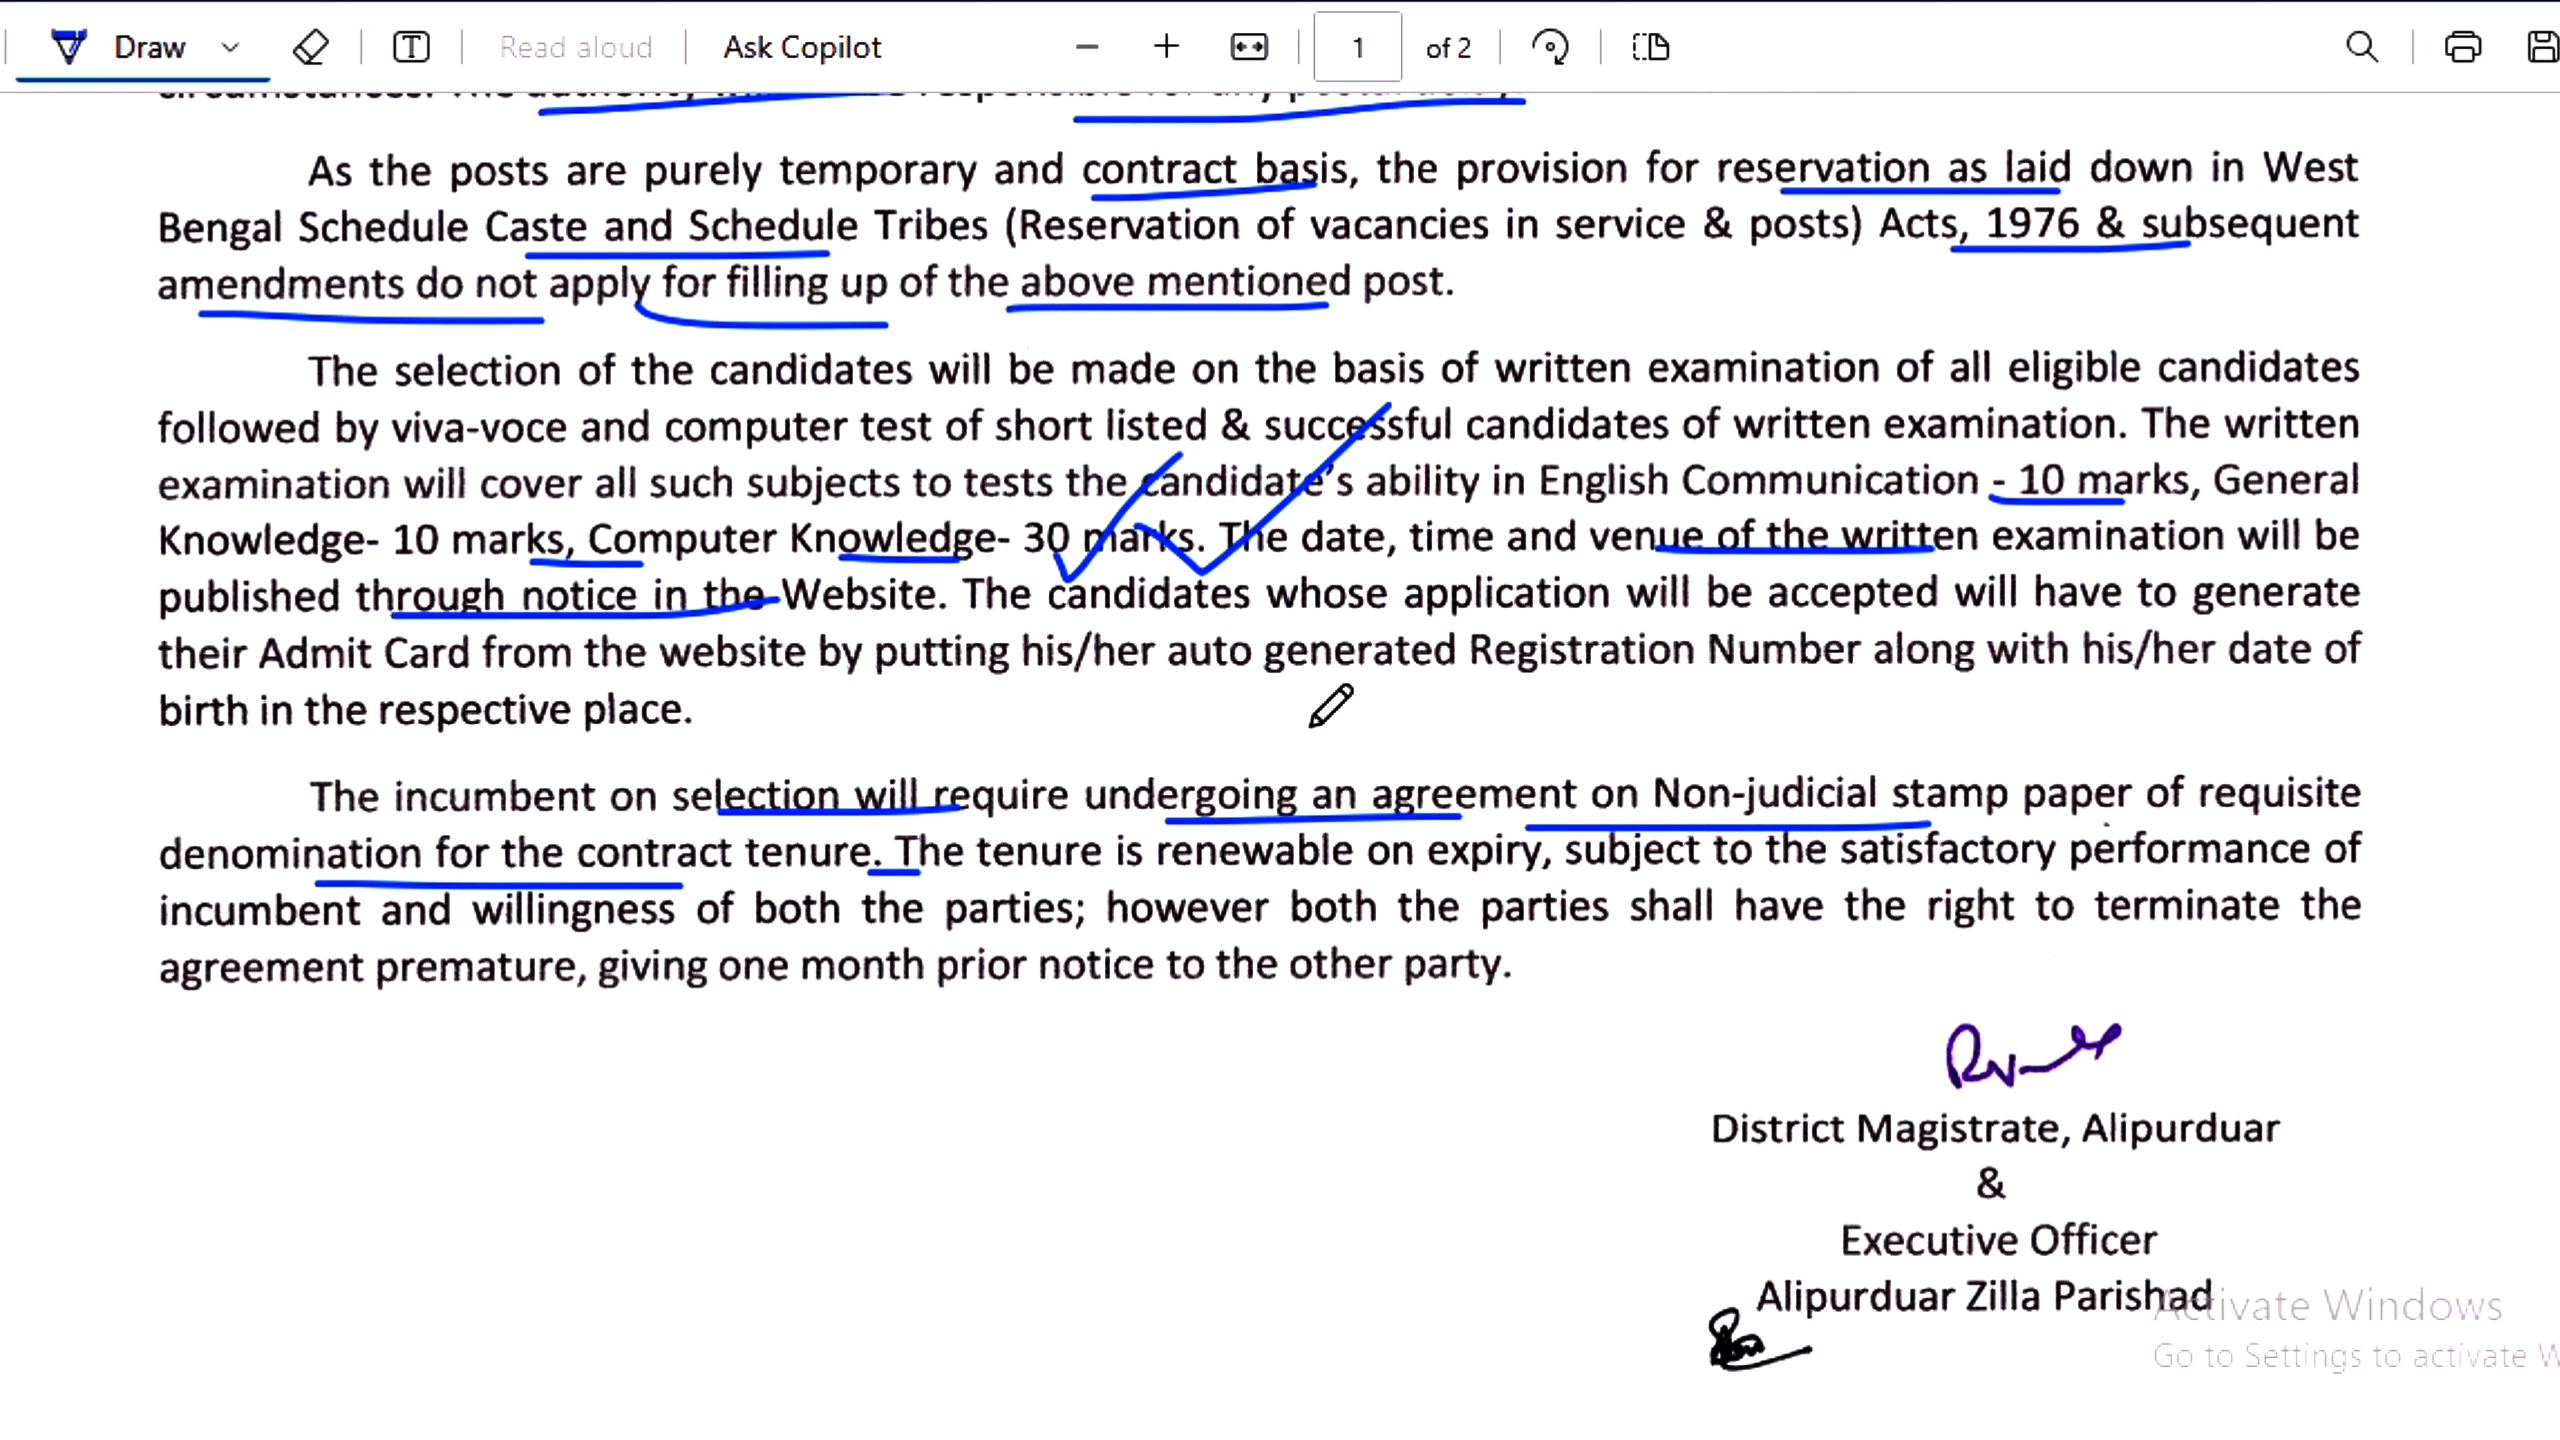 Draw
Read aloud
Ask Copilot
1
of 2
As the posts are purely temporary and contract basis, the provision for reservation as laid down in West
Bengal Schedule Caste and Schedule Tribes (Reservation of vacancies in service & posts) Acts, 1976 & subsequent
amendments do not apply for filling up of the above mentioned post.
The selection of the candidates will be made on the basis of written examination of all eligible candidates
followed by viva-voce and computer test of short listed & successful candidates of written examination. The written
examination will cover all such subjects to tests the candidate's ability in English Communication - 10 marks, General
Knowledge- 10 marks, Computer Knowledge- 30 marks. The date, time and venue of the written examination will be
published through notice in the Website. The candidates whose application will be accepted will have to generate
their Admit Card from the website by putting his/her auto generated Registration Number along with his/her date of
birth in the respective place.
The incumbent on selection will require undergoing an agreement on Non-judicial stamp paper of requisite
denomination for the contract tenure. The tenure is renewable on expiry, subject to the satisfactory performance of
incumbent and willingness of both the parties; however both the parties shall have the right to terminate the
agreement premature, giving one month prior notice to the other party.
District Magistrate, Alipurduar
&
Executive Officer
Alipurduar Zilla Parishad
Activate Windows
Go to Settings to activate W